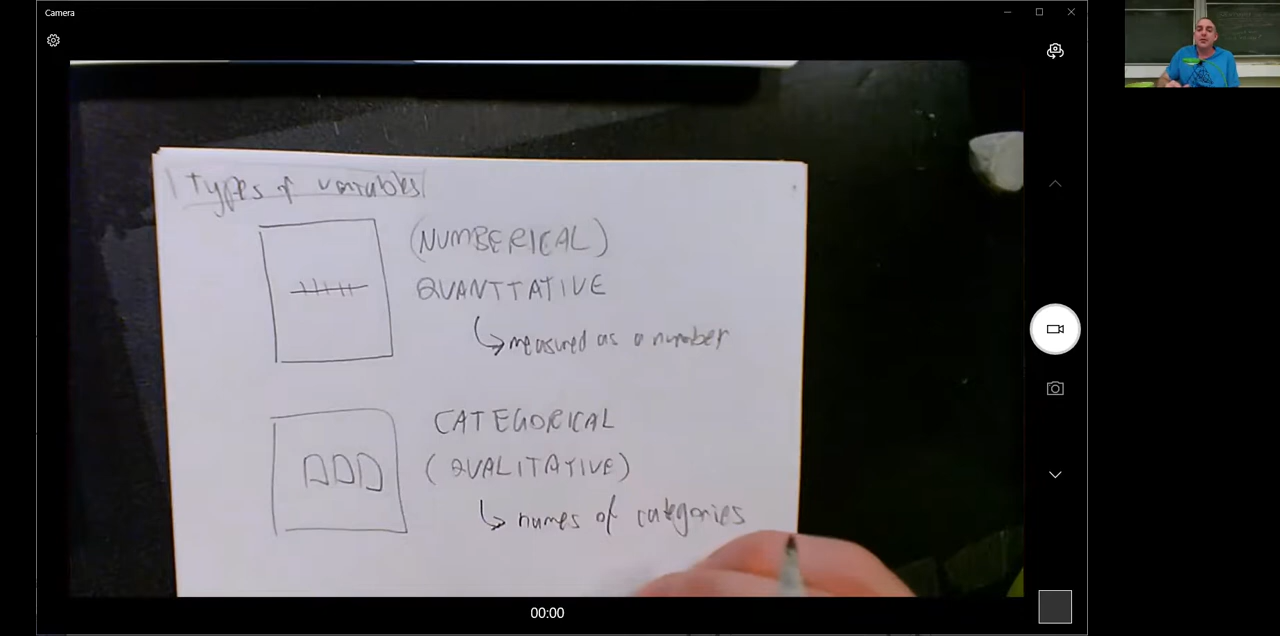 Camera
Types of variables
(NUMBERICAL)
QUANTTATIVE
measured as a number
CATEGORICAL
(QUALITATIVE)
names of categories
00:00